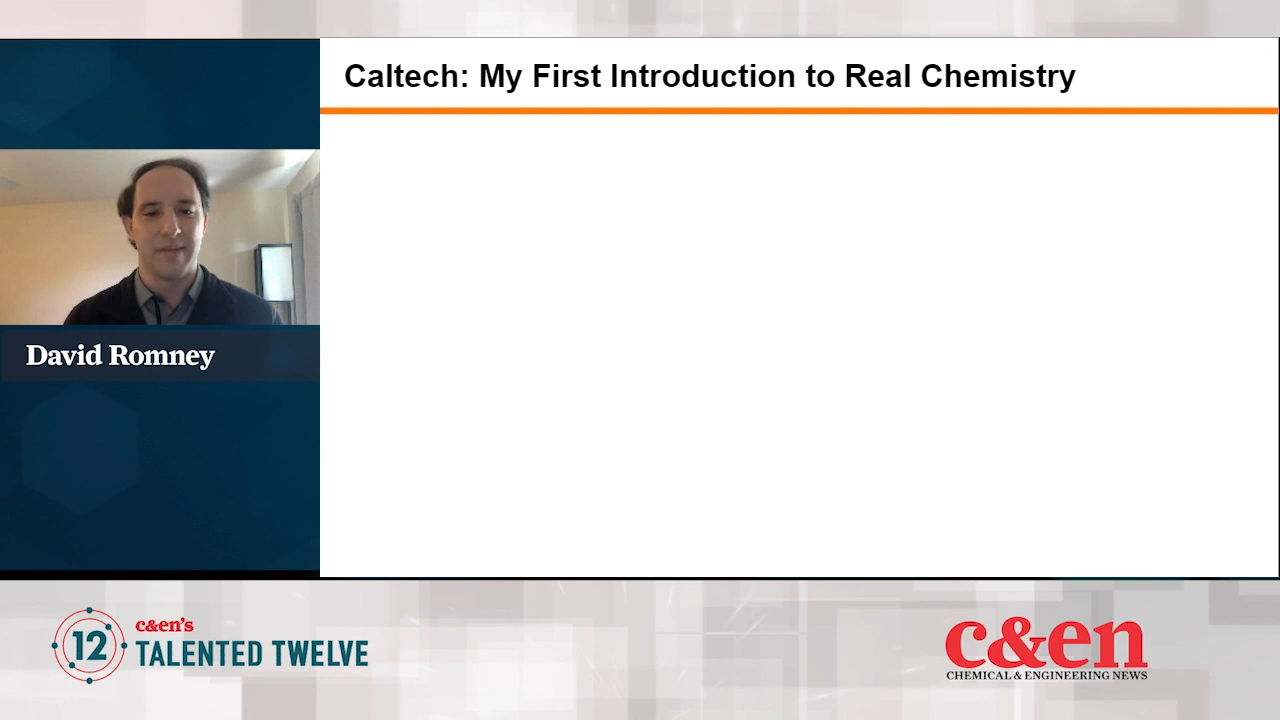 Caltech: My First Introduction to Real Chemistry
David Romney
12
c&en's
TALENTED TWELVE
c&en
CHEMICAL & ENGINEERING NEWS